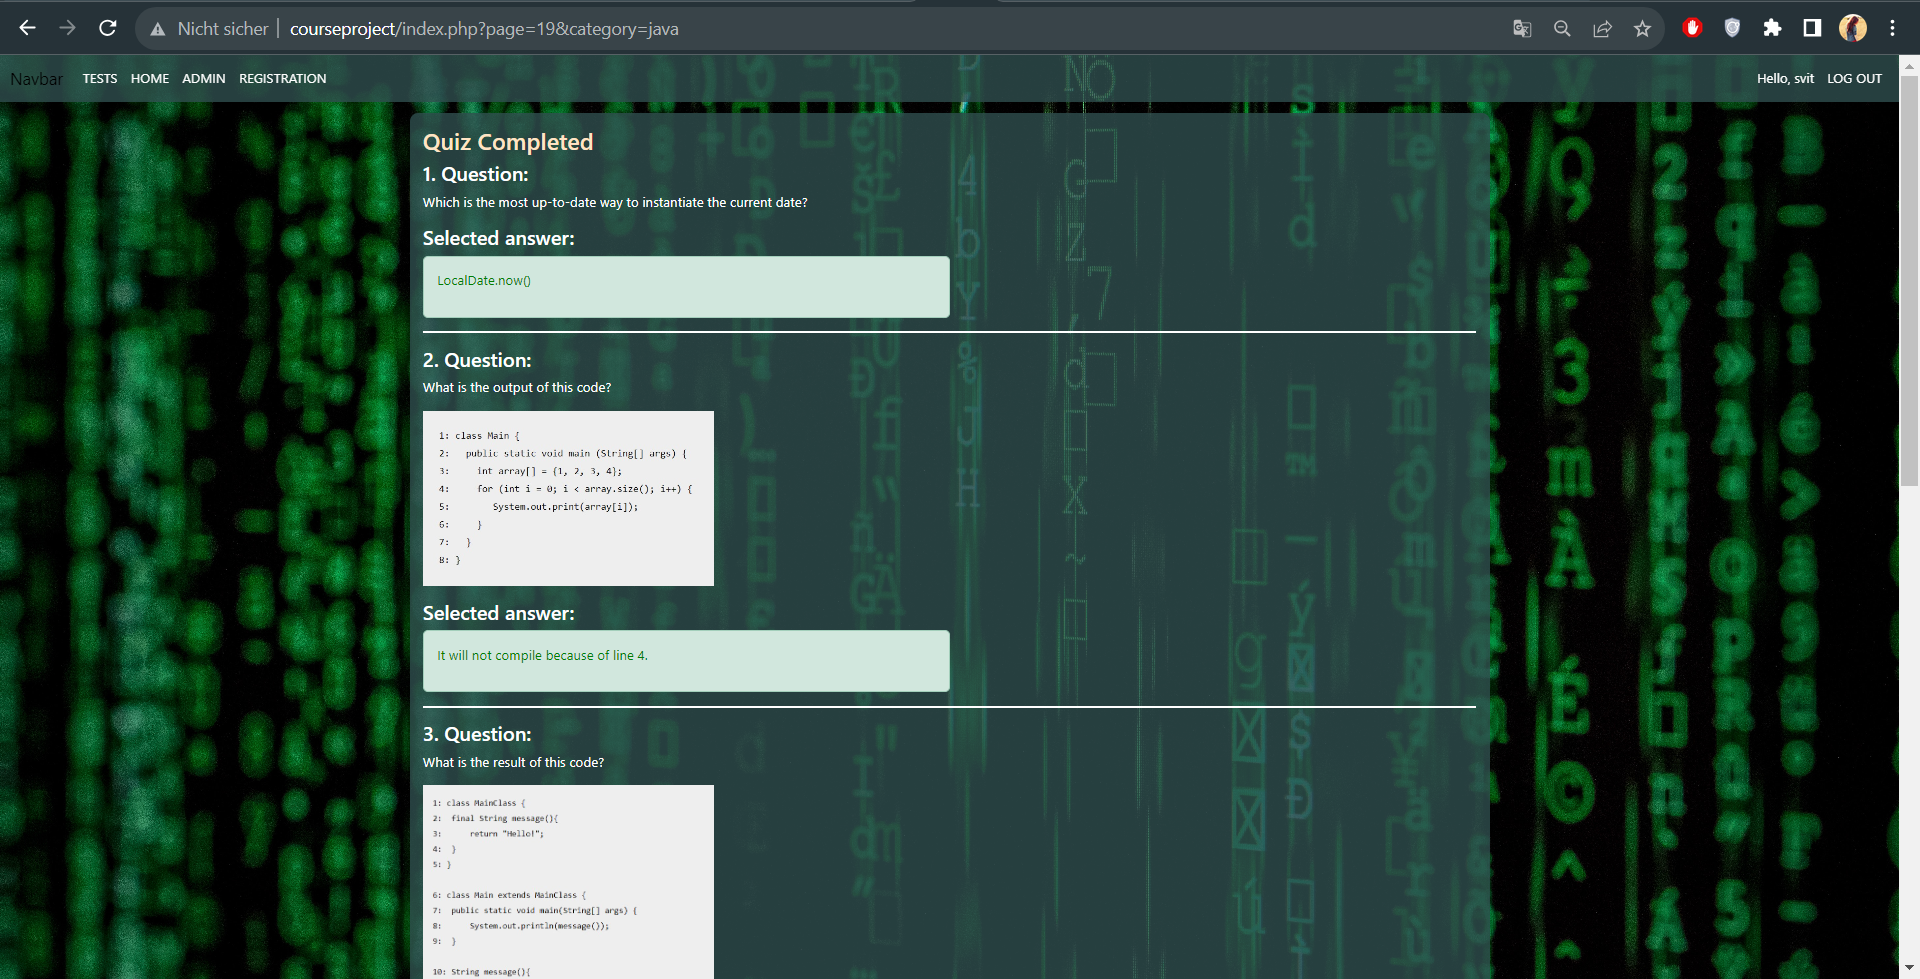 Nicht sicher | courseproject/index.php?page=19&category=java
Navbar TESTS HOME ADMIN REGISTRATION Hello, svit LOG OUT
Quiz Completed
1. Question:
Which is the most up-to-date way to instantiate the current date?
Selected answer:
LocalDate.now()
2. Question:
What is the output of this code?
1: class Main {
2: public static void main (String[] args) {
3: int array[] = {1, 2, 3, 4};
4: for (int i = 0; i < array.size(); i++) {
5: System.out.print(array[i]);
6: }
7: }
8: }
Selected answer:
It will not compile because of line 4.
3. Question:
What is the result of this code?
1: class MainClass {
2: final String message(){
3: return "Hello!";
4: }
5: }
6: class Main extends MainClass {
7: public static void main(String[] args) {
8: System.out.println(message());
9: }
10: String message(){